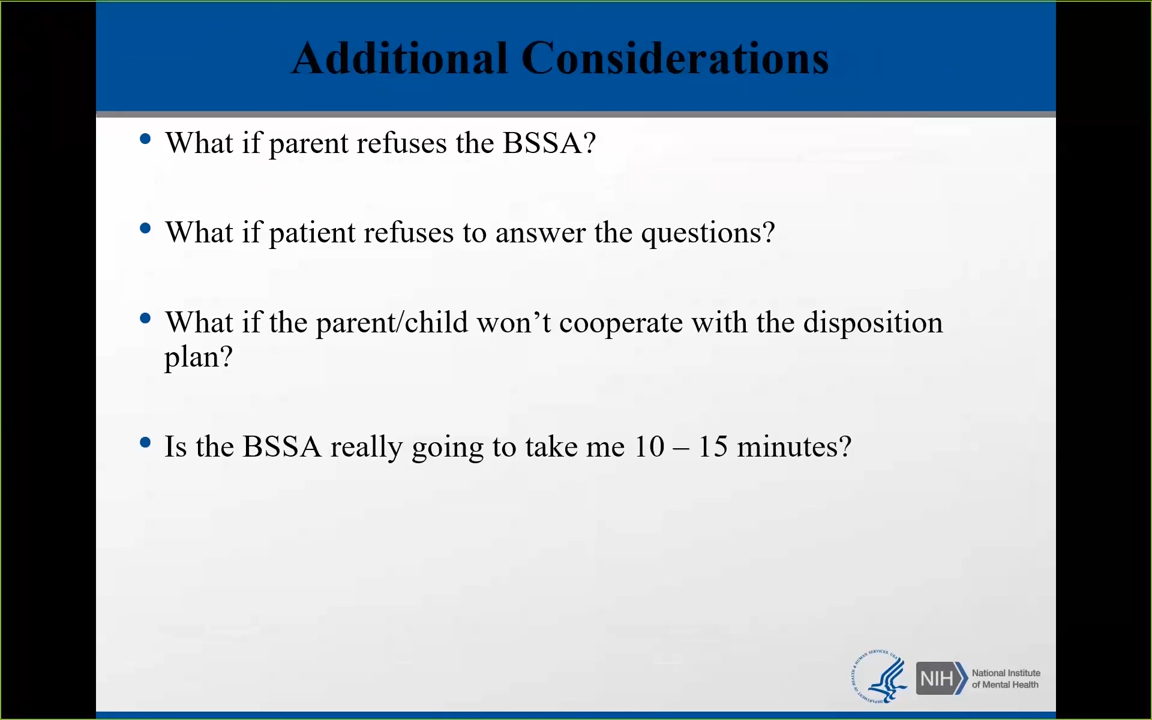 Additional Considerations
• What if parent refuses the BSSA?
• What if patient refuses to answer the questions?
• What if the parent/child won’t cooperate with the disposition
plan?
• Is the BSSA really going to take me 10 – 15 minutes?
NIH
National Institute
of Mental Health